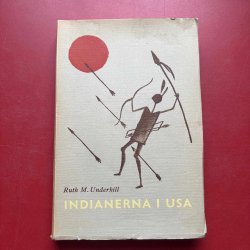 Ruth M. Underhill
INDIANERNA I USA